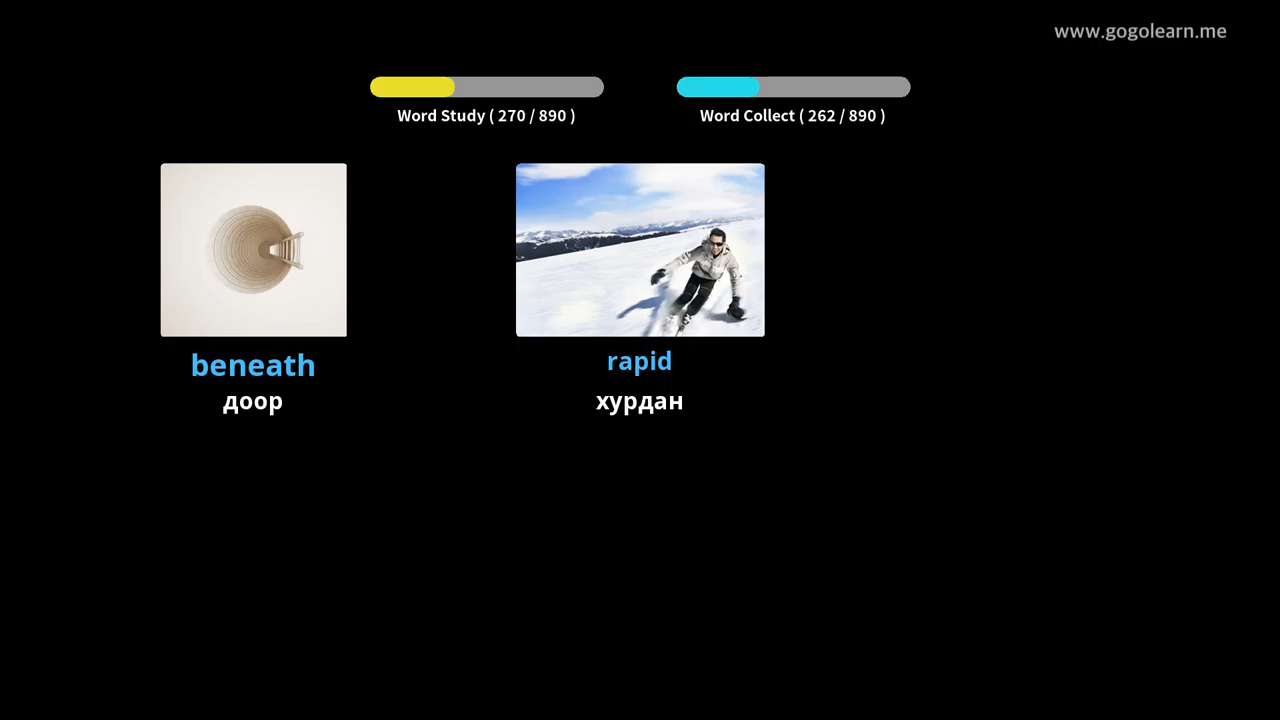 www.gogolearn.me
Word Study ( 270 / 890 )
Word Collect ( 262 / 890 )
beneath
доор
rapid
хурдан